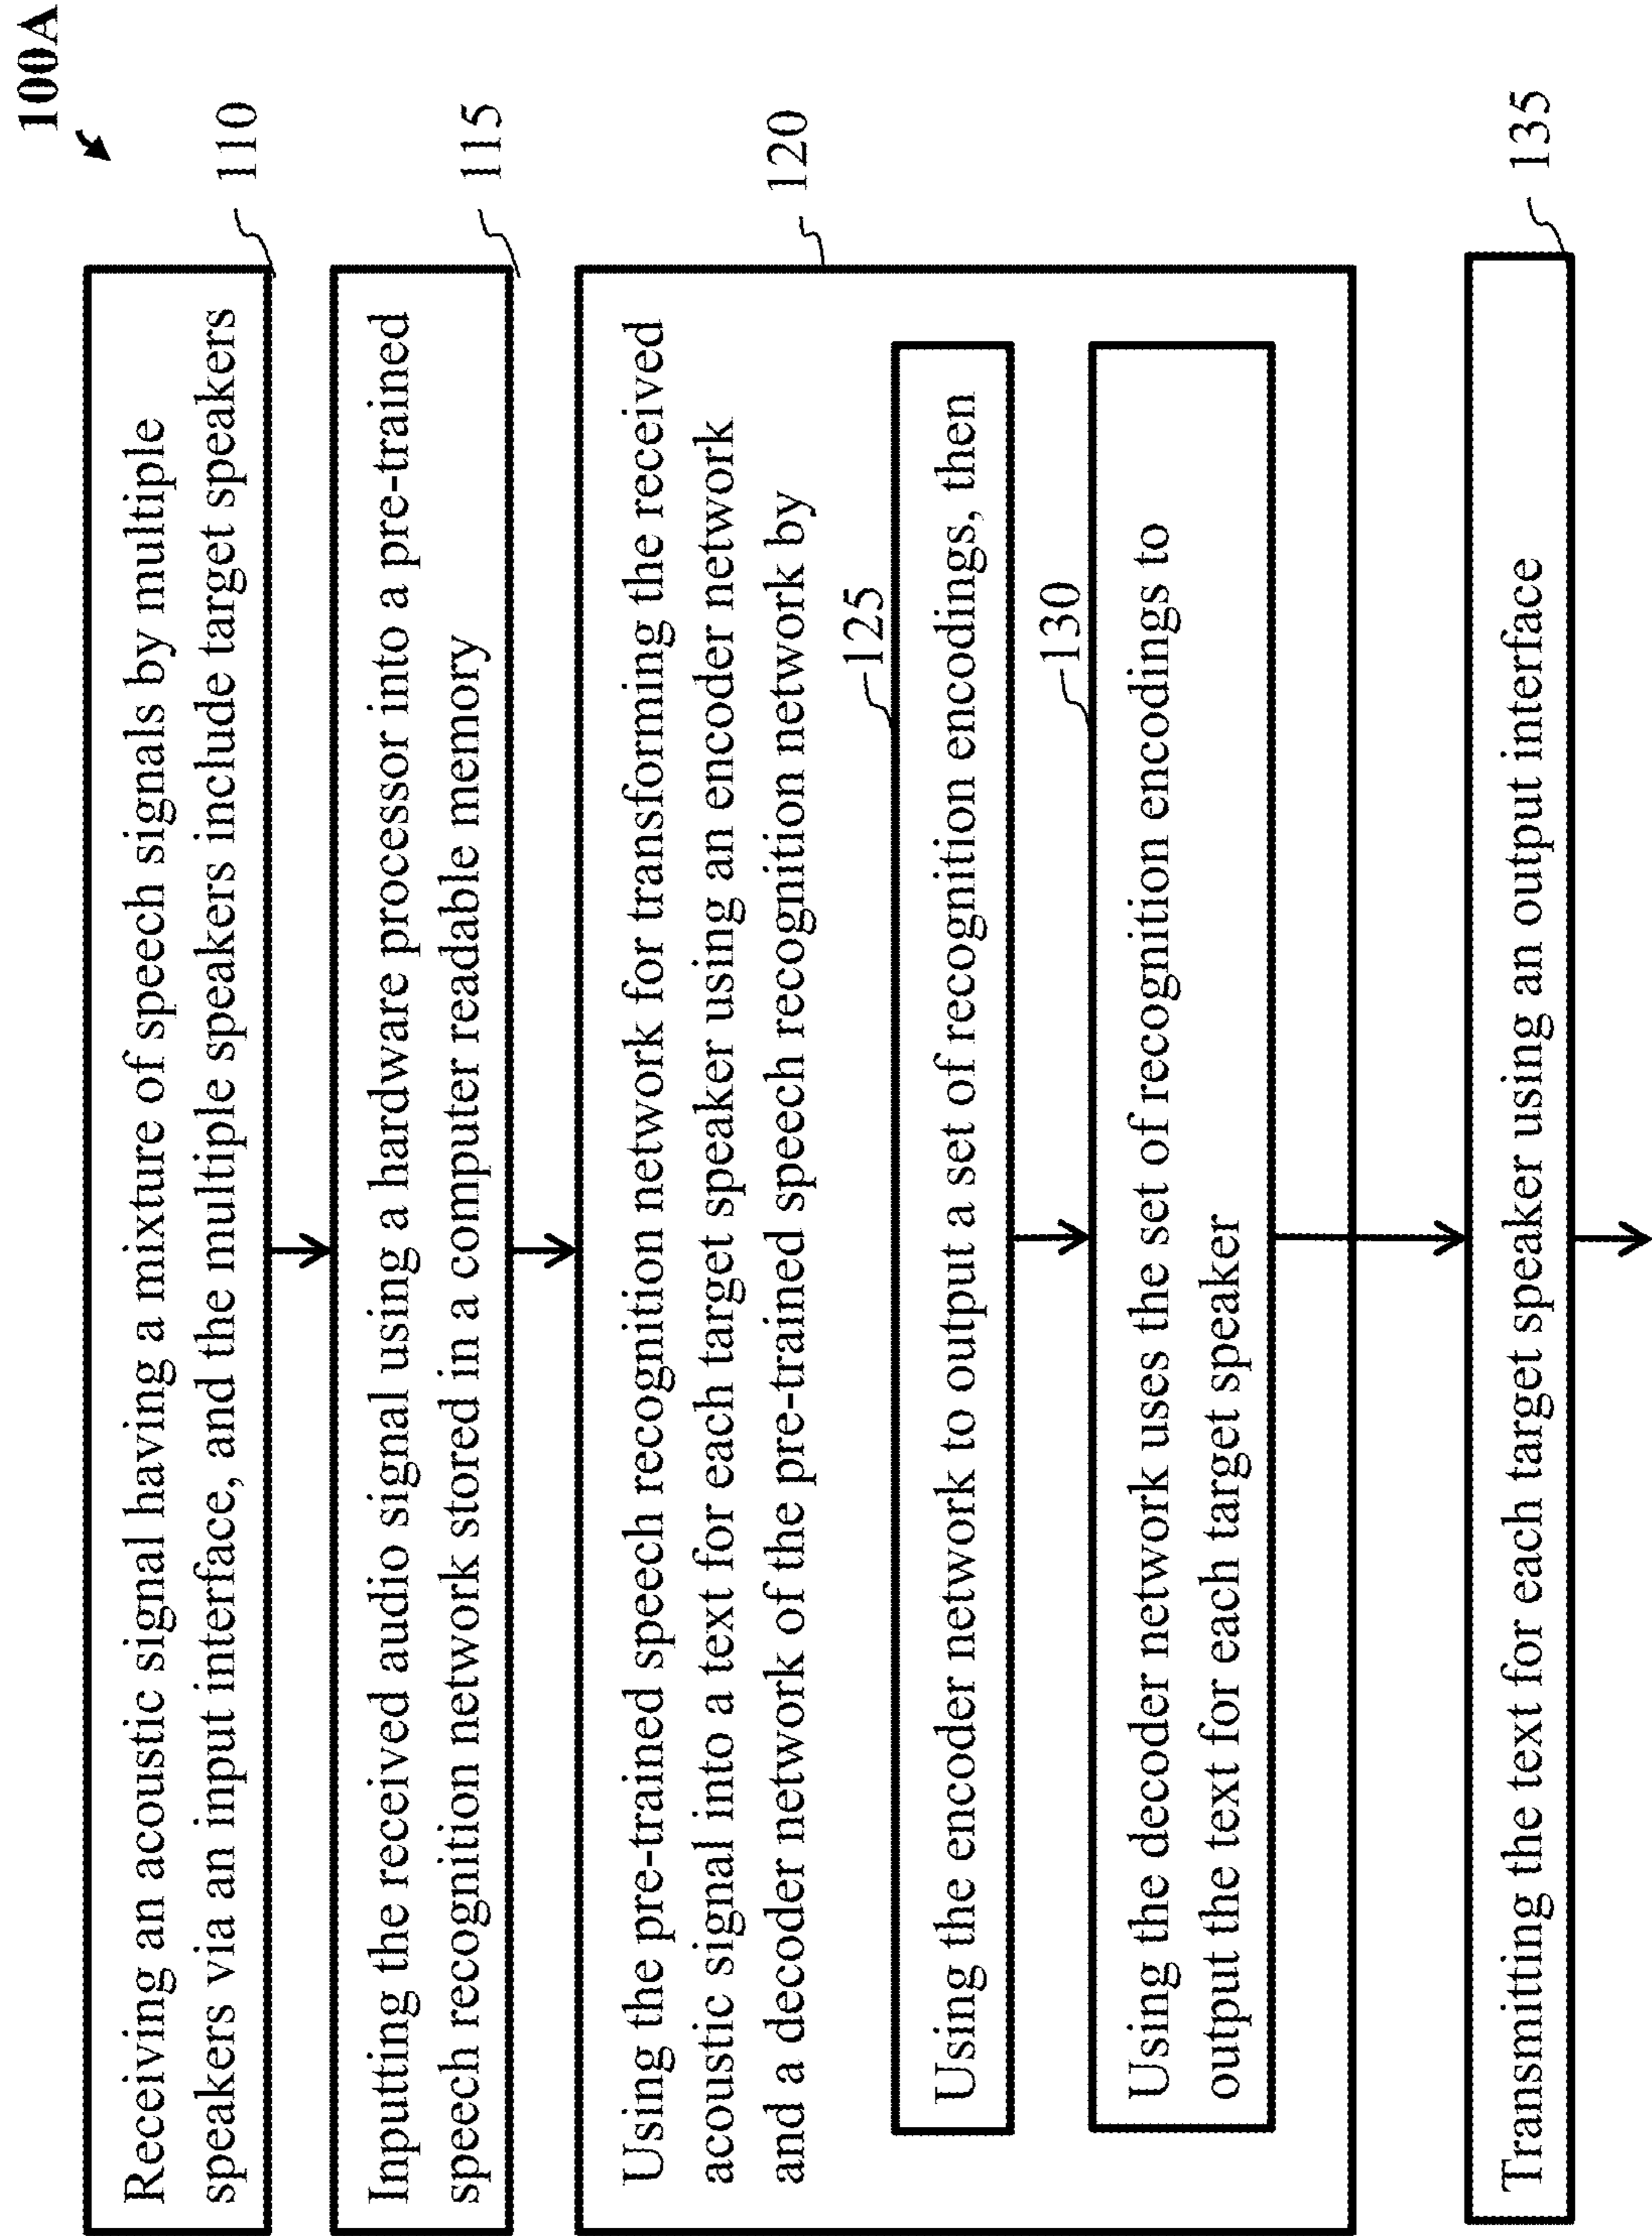 100A
110
Receiving an acoustic signal having a mixture of speech signals by multiple
speakers via an input interface, and the multiple speakers include target speakers
115
Inputting the received audio signal using a hardware processor into a pre-trained
speech recognition network stored in a computer readable memory
120
Using the pre-trained speech recognition network for transforming the received
acoustic signal into a text for each target speaker using an encoder network
and a decoder network of the pre-trained speech recognition network by
125
Using the encoder network to output a set of recognition encodings, then
130
Using the decoder network uses the set of recognition encodings to
output the text for each target speaker
135
Transmitting the text for each target speaker using an output interface